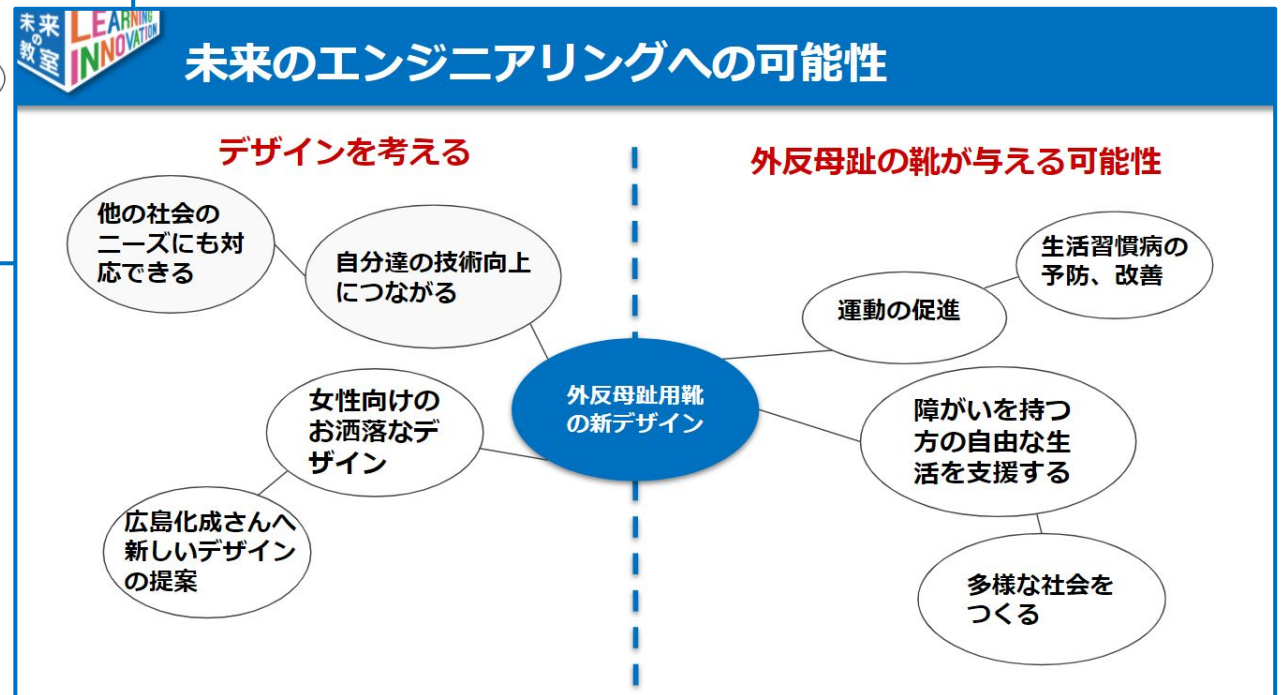 未来の教室
LEARNING
INNOVATION
未来のエンジニアリングへの可能性
デザインを考える
他の社会の
ニーズにも対
応できる
自分達の技術向上
につながる
女性向けの
お洒落なデ
ザイン
広島化成さんへ
新しいデザイン
の提案
外反母趾用靴
の新デザイン
外反母趾の靴が与える可能性
生活習慣病の
予防、改善
運動の促進
障がいを持つ
方の自由な生
活を支援する
多様な社会を
つくる